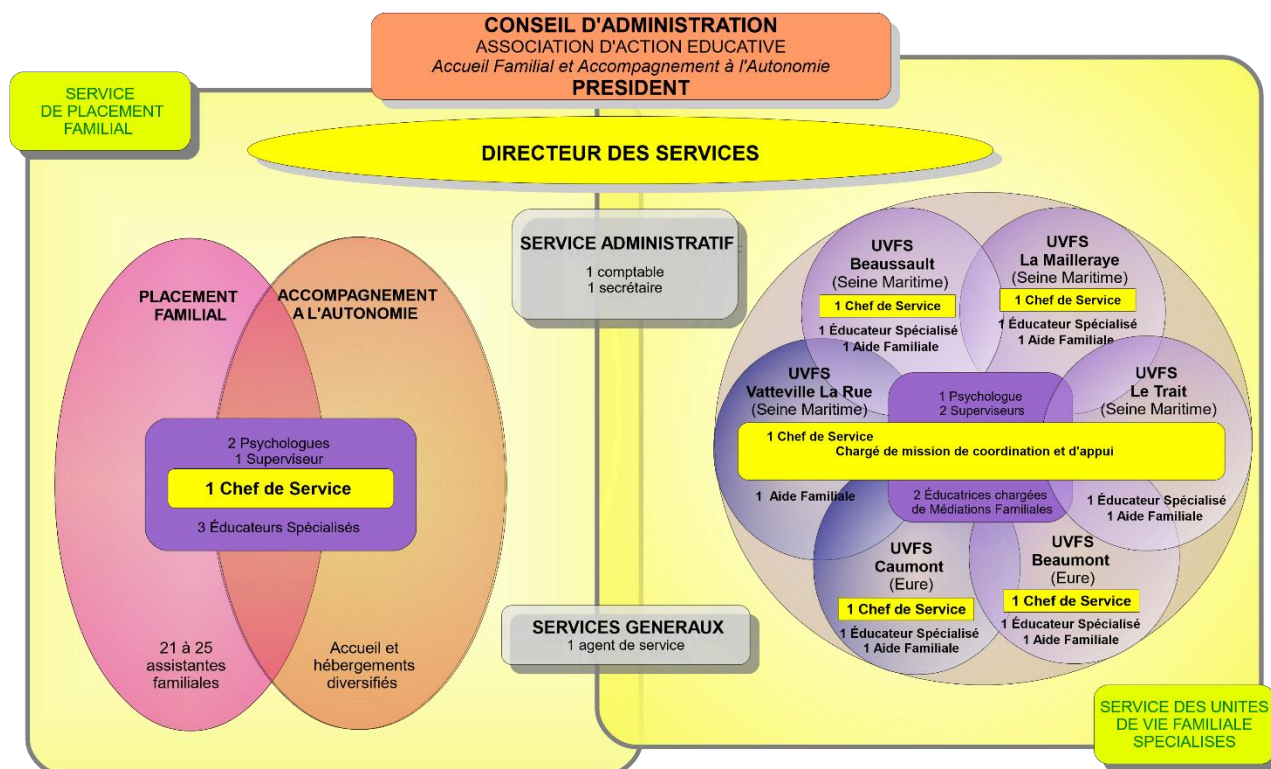 CONSEIL D'ADMINISTRATION
ASSOCIATION D'ACTION EDUCATIVE
Accueil Familial et Accompagnement à l'Autonomie
PRESIDENT
SERVICE
DE PLACEMENT
FAMILIAL
DIRECTEUR DES SERVICES
SERVICE ADMINISTRATIF
1 comptable
1 secrétaire
PLACEMENT
FAMILIAL
ACCOMPAGNEMENT
A L'AUTONOMIE
2 Psychologues
1 Superviseur
1 Chef de Service
3 Éducateurs Spécialisés
21 à 25
assistantes
familiales
Accueil et
hébergements
diversifiés
SERVICES GENERAUX
1 agent de service
UVFS
Beaussault
(Seine Maritime)
1 Chef de Service
1 Éducateur Spécialisé
1 Aide Familiale
UVFS
La Mailleraye
(Seine Maritime)
1 Chef de Service
1 Éducateur Spécialisé
1 Aide Familiale
UVFS
Vatteville La Rue
(Seine Maritime)
1 Psychologue
2 Superviseurs
UVFS
Le Trait
(Seine Maritime)
1 Chef de Service
Chargé de mission de coordination et d'appui
1 Aide Familiale
2 Éducatrices chargées
de Médiations Familiales
1 Éducateur Spécialisé
1 Aide Familiale
UVFS
Caumont
(Eure)
1 Chef de Service
1 Éducateur Spécialisé
1 Aide Familiale
UVFS
Beaumont
(Eure)
1 Chef de Service
1 Éducateur Spécialisé
1 Aide Familiale
SERVICE DES UNITES
DE VIE FAMILIALE
SPECIALISES